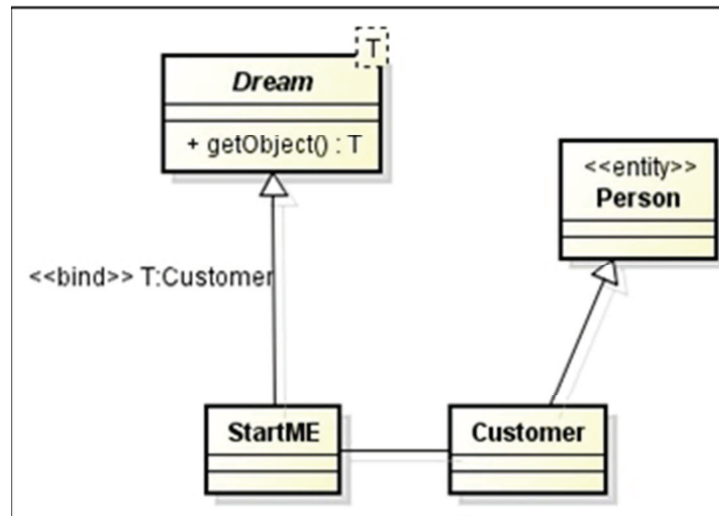 T
Dream
+ getObject() : T
<<entity>>
Person
<<bind>> T:Customer
StartME
Customer